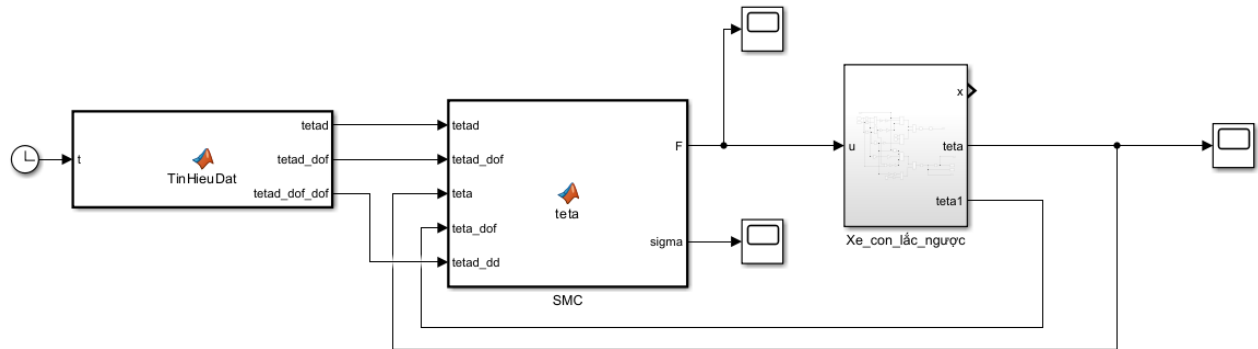 t
TinHieuDat
tetad
tetad_dof
tetad_dof_dof
tetad
tetad_dof
teta
teta_dof
tetad_dd
teta
F
sigma
SMC
u
x
teta
teta1
Xe_con_lắc_ngược